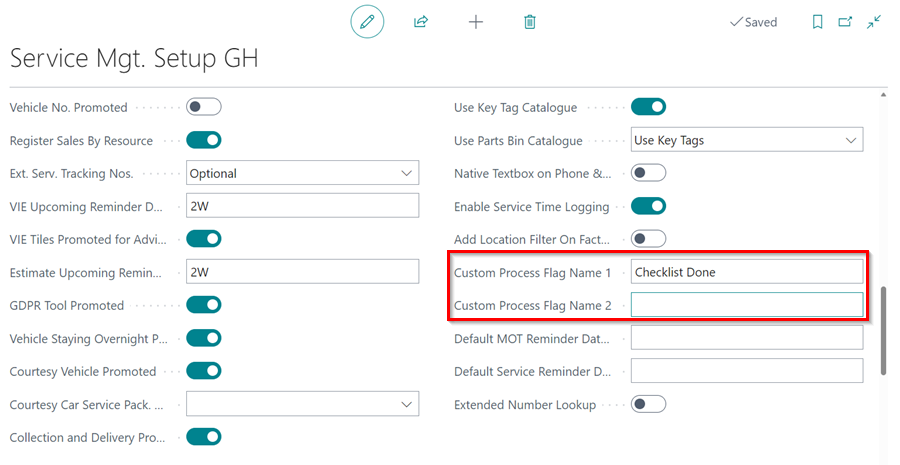 Saved
Service Mgt. Setup GH
Vehicle No. Promoted
Register Sales By Resource
Ext. Serv. Tracking Nos.
Optional
VIE Upcoming Reminder D...
2W
VIE Tiles Promoted for Advi...
Estimate Upcoming Remin...
2W
GDPR Tool Promoted
Vehicle Staying Overnight P...
Courtesy Vehicle Promoted
Courtesy Car Service Pack. ...
Collection and Delivery Pro...
Use Key Tag Catalogue
Use Parts Bin Catalogue
Use Key Tags
Native Textbox on Phone &...
Enable Service Time Logging
Add Location Filter On Fact...
Custom Process Flag Name 1
Checklist Done
Custom Process Flag Name 2
Default MOT Reminder Dat...
Default Service Reminder D...
Extended Number Lookup